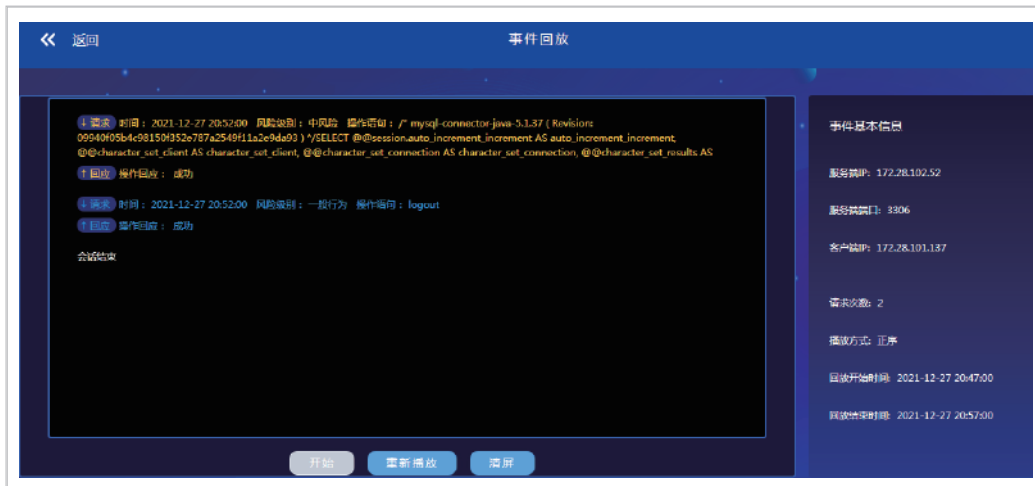 返回
事件回放
↓请求 时间：2021-12-27 20:52:00 风险级别：中风险 操作语句：/* mysql-connector-java-5.1.37 ( Revision:
09940f05b4c98150f352e787a2549f11a2e9da93 ) */SELECT @@session.auto_increment_increment AS auto_increment_increment,
@@character_set_client AS character_set_client, @@character_set_connection AS character_set_connection, @@character_set_results AS
↑回应 操作回应：成功
↓请求 时间：2021-12-27 20:52:00 风险级别：一般行为 操作语句：logout
↑回应 操作回应：成功
会话结束
开始
重新播放
清屏
事件基本信息
服务端IP: 172.28.102.52
服务端端口: 3306
客户端IP: 172.28.101.137
请求次数: 2
播放方式: 正序
回放开始时间: 2021-12-27 20:47:00
回放结束时间: 2021-12-27 20:57:00